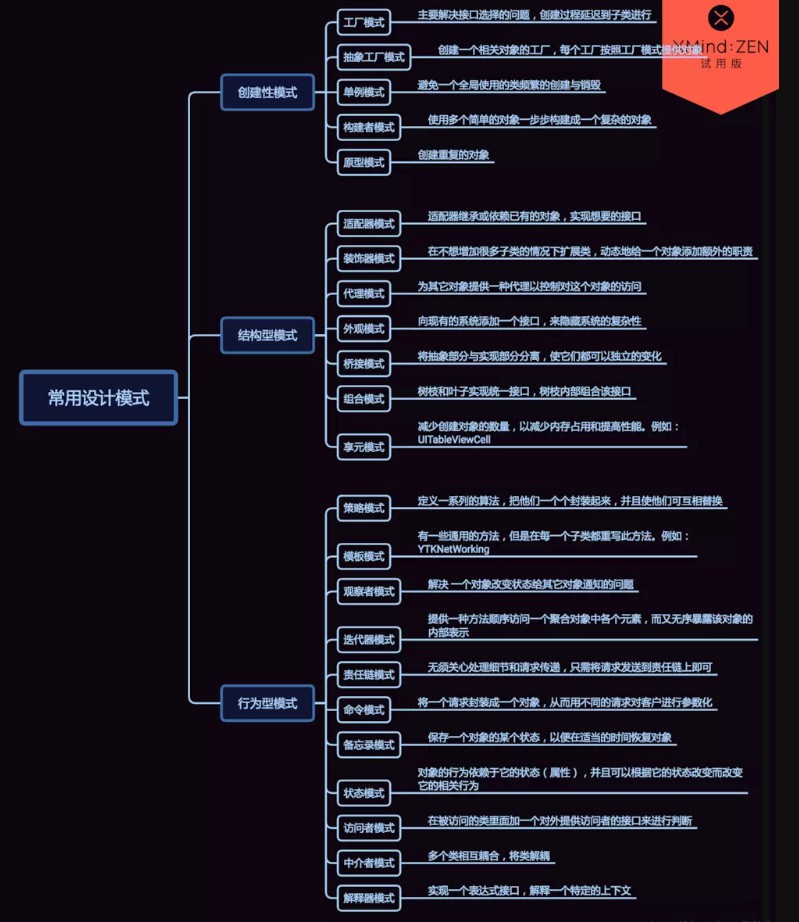 常用设计模式
创建性模式
工厂模式
主要解决接口选择的问题，创建过程延迟到子类进行
抽象工厂模式
创建一个相关对象的工厂，每个工厂按照工厂模式提供对象
单例模式
避免一个全局使用的类频繁的创建与销毁
构建者模式
使用多个简单的对象一步步构建成一个复杂的对象
原型模式
创建重复的对象
结构型模式
适配器模式
适配器继承或依赖已有的对象，实现想要的接口
装饰器模式
在不想增加很多子类的情况下扩展类，动态地给一个对象添加额外的职责
代理模式
为其它对象提供一种代理以控制对这个对象的访问
外观模式
向现有的系统添加一个接口，来隐藏系统的复杂性
桥接模式
将抽象部分与实现部分分离，使它们都可以独立的变化
组合模式
树枝和叶子实现统一接口，树枝内部组合该接口
享元模式
减少创建对象的数量，以减少内存占用和提高性能。例如：
UITableViewCell
行为型模式
策略模式
定义一系列的算法，把他们一个个封装起来，并且使他们可互相替换
模板模式
有一些通用的方法，但是在每一个子类都重写此方法。例如：
YTKNetWorking
观察者模式
解决 一个对象改变状态给其它对象通知的问题
迭代器模式
提供一种方法顺序访问一个聚合对象中各个元素，而又无序暴露该对象的
内部表示
责任链模式
无须关心处理细节和请求传递，只需将请求发送到责任链上即可
命令模式
将一个请求封装成一个对象，从而用不同的请求对客户进行参数化
备忘录模式
保存一个对象的某个状态，以便在适当的时间恢复对象
状态模式
对象的行为依赖于它的状态（属性），并且可以根据它的状态改变而改变
它的相关行为
访问者模式
在被访问的类里面加一个对外提供访问者的接口来进行判断
中介者模式
多个类相互耦合，将类解耦
解释器模式
实现一个表达式接口，解释一个特定的上下文
XMind:ZEN
试用版